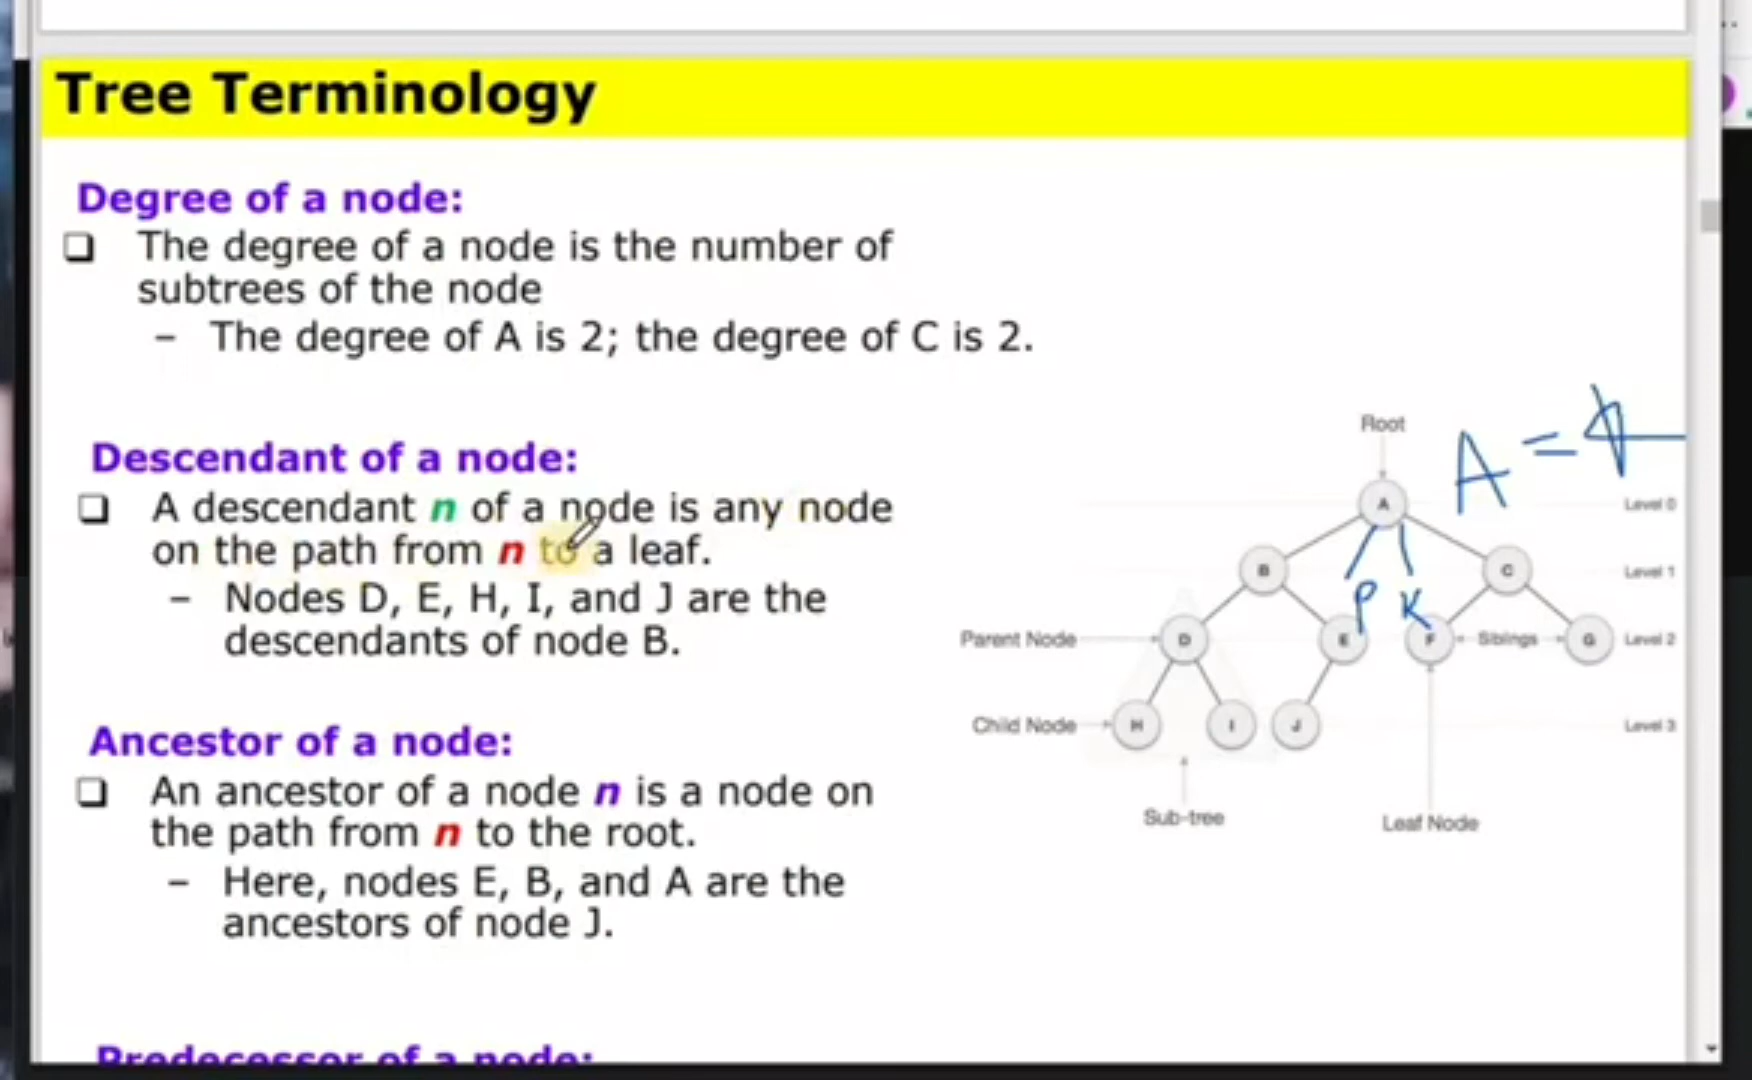 Tree Terminology
Degree of a node:
❑ The degree of a node is the number of
subtrees of the node
– The degree of A is 2; the degree of C is 2.
Descendant of a node:
❑ A descendant n of a node is any node
on the path from n to a leaf.
– Nodes D, E, H, I, and J are the
descendants of node B.
Ancestor of a node:
❑ An ancestor of a node n is a node on
the path from n to the root.
– Here, nodes E, B, and A are the
ancestors of node J.
Predecessor of a node:
Root
A = 4
A
Level 0
B
C
Level 1
P K
Parent Node
D
E
F
Siblings
G
Level 2
Child Node
H
I
J
Level 3
Sub-tree
Leaf Node